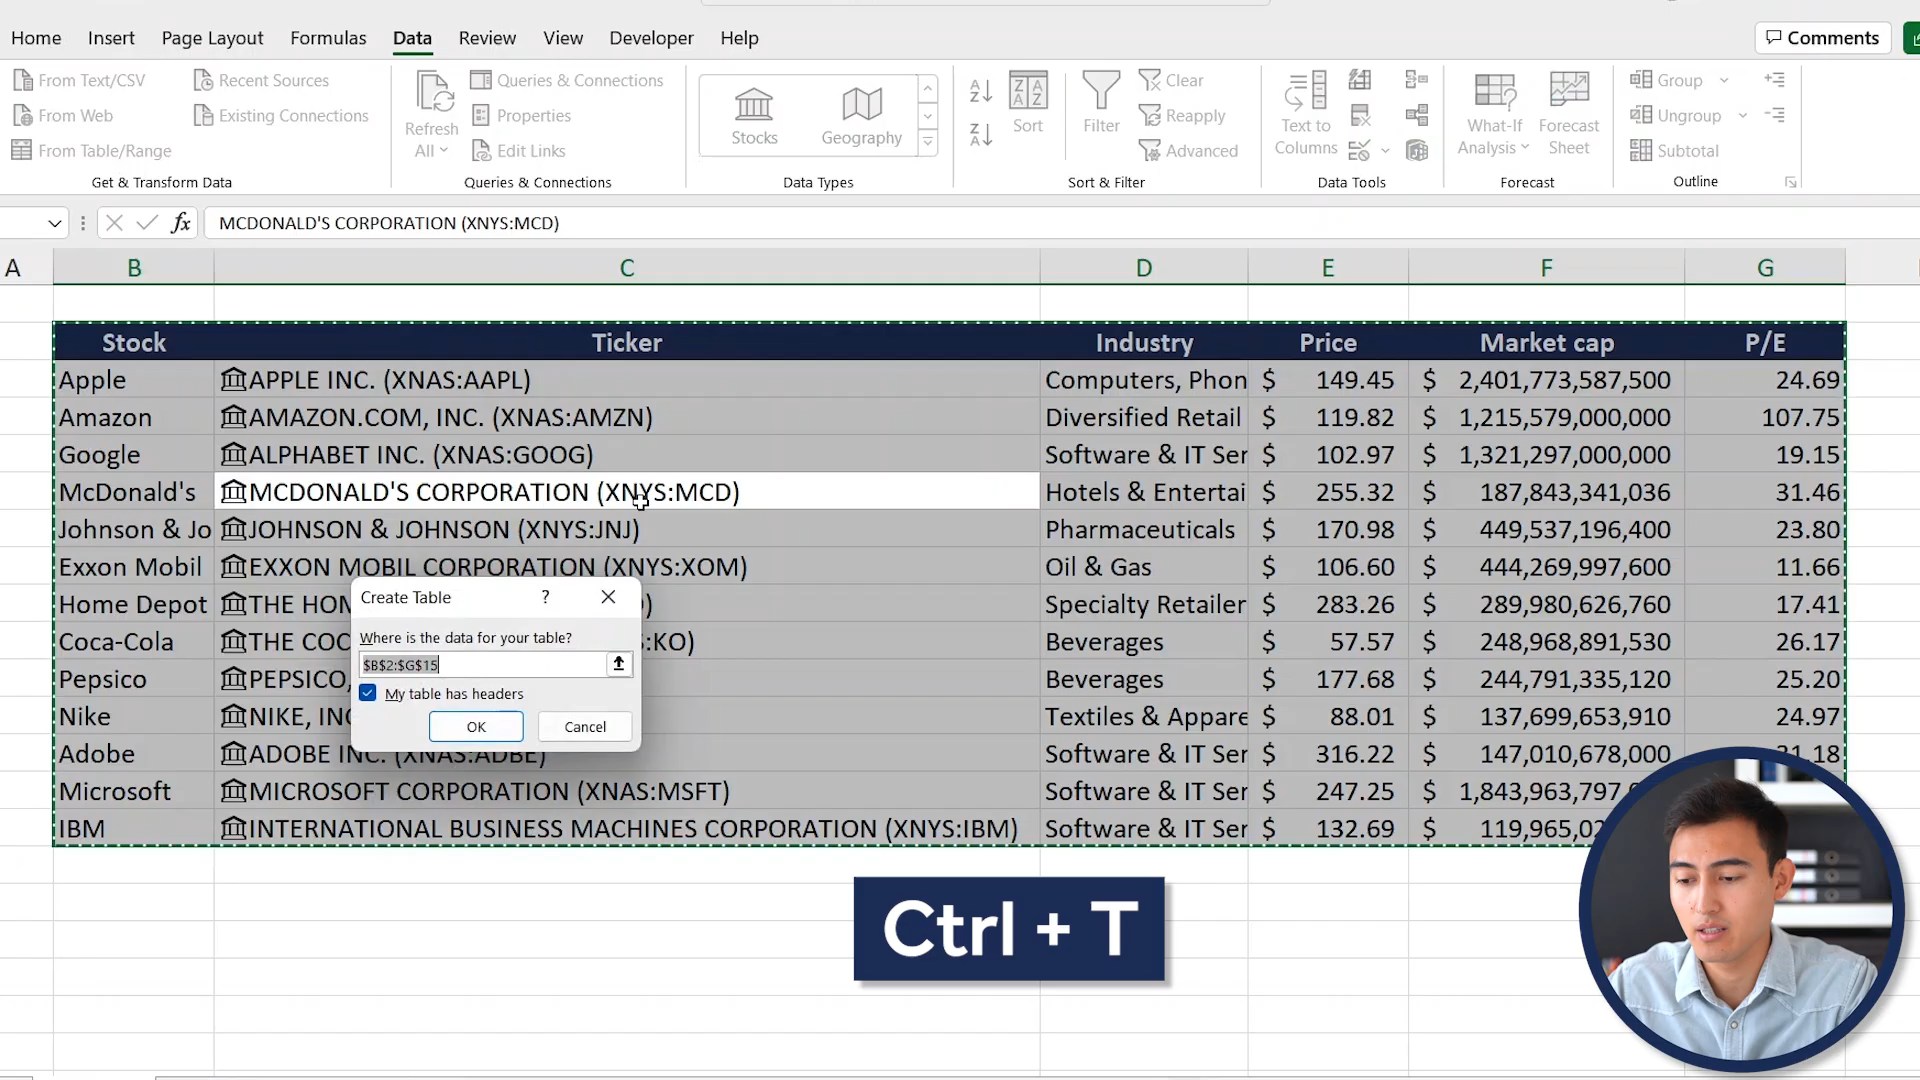 Home Insert Page Layout Formulas Data Review View Developer Help Comments
From Text/CSV
From Web
From Table/Range
Recent Sources
Existing Connections
Get & Transform Data
Refresh
All
Queries & Connections
Properties
Edit Links
Queries & Connections
Stocks
Geography
Data Types
Sort
Filter
Clear
Reapply
Advanced
Sort & Filter
Text to
Columns
Data Tools
What-If
Analysis
Forecast
Sheet
Forecast
Group
Ungroup
Subtotal
Outline
fx MCDONALD'S CORPORATION (XNYS:MCD)
A B C D E F G
Stock Ticker Industry Price Market cap P/E
Apple APPLE INC. (XNAS:AAPL) Computers, Phon $ 149.45 $ 2,401,773,587,500 24.69
Amazon AMAZON.COM, INC. (XNAS:AMZN) Diversified Retail $ 119.82 $ 1,215,579,000,000 107.75
Google ALPHABET INC. (XNAS:GOOG) Software & IT Ser $ 102.97 $ 1,321,297,000,000 19.15
McDonald's MCDONALD'S CORPORATION (XNYS:MCD) Hotels & Entertai $ 255.32 $ 187,843,341,036 31.46
Johnson & Jo JOHNSON & JOHNSON (XNYS:JNJ) Pharmaceuticals $ 170.98 $ 449,537,196,400 23.80
Exxon Mobil EXXON MOBIL CORPORATION (XNYS:XOM) Oil & Gas $ 106.60 $ 444,269,997,600 11.66
Home Depot THE HOM ) Specialty Retailer $ 283.26 $ 289,980,626,760 17.41
Coca-Cola THE COC :KO) Beverages $ 57.57 $ 248,968,891,530 26.17
Pepsico PEPSICO, Beverages $ 177.68 $ 244,791,335,120 25.20
Nike NIKE, INC Textiles & Appare $ 88.01 $ 137,699,653,910 24.97
Adobe ADOBE INC. (XNAS:ADBE) Software & IT Ser $ 316.22 $ 147,010,678,000 .18
Microsoft MICROSOFT CORPORATION (XNAS:MSFT) Software & IT Ser $ 247.25 $ 1,843,963,797,
IBM INTERNATIONAL BUSINESS MACHINES CORPORATION (XNYS:IBM) Software & IT Ser $ 132.69 $ 119,965,02
Create Table ?
Where is the data for your table?
$B$2:$G$15
My table has headers
OK Cancel
Ctrl + T